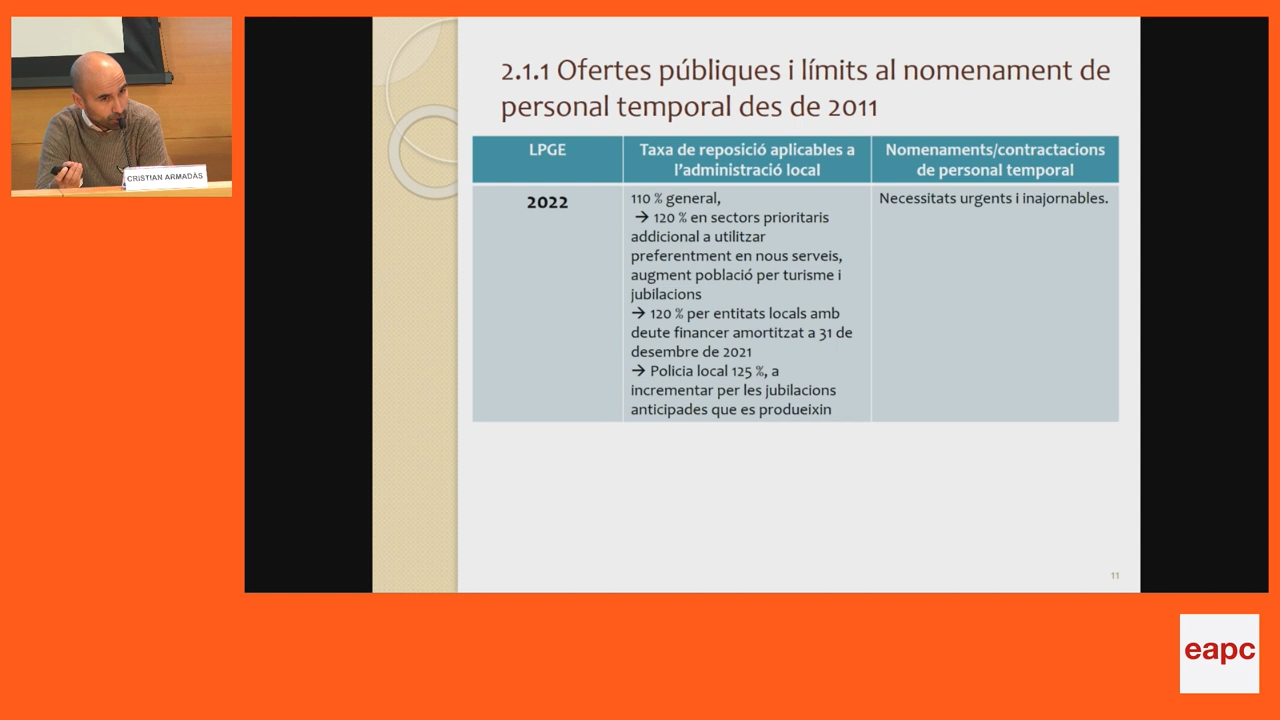 CRISTIAN ARMADAS
2.1.1 Ofertes públiques i límits al nomenament de
personal temporal des de 2011
LPGE
Taxa de reposició aplicables a
l'administració local
Nomenaments/contractacions
de personal temporal
2022
110 % general,
→ 120 % en sectors prioritaris
addicional a utilitzar
preferentment en nous serveis,
augment població per turisme i
jubilacions
→ 120 % per entitats locals amb
deute financer amortitzat a 31 de
desembre de 2021
→ Policia local 125 %, a
incrementar per les jubilacions
anticipades que es produeixin
Necessitats urgents i inajornables.
11
eapc